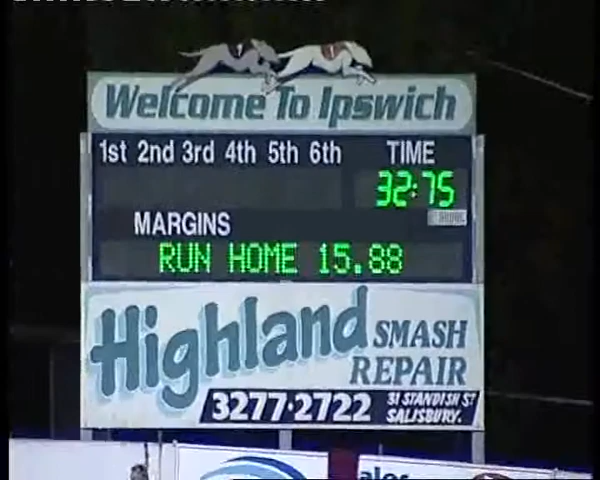 Welcome To Ipswich
1st 2nd 3rd 4th 5th 6th TIME
32:75
MARGINS
RUN HOME 15.88
Highland SMASH
REPAIR
3277·2722 31 STANDISH ST
SALISBURY.